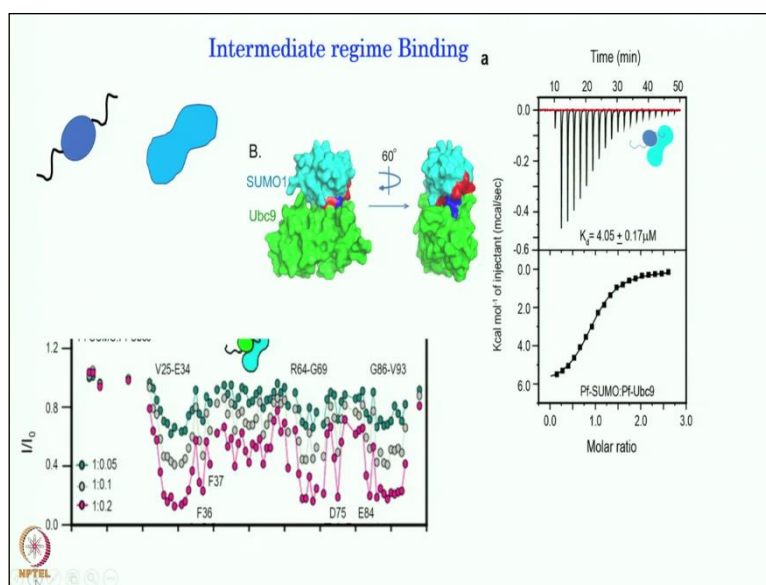 Intermediate regime Binding
a
Time (min)
10 20 30 40 50
0.0
-0.2
-0.4
-0.6
Kd= 4.05 ± 0.17μM
Kcal mol⁻¹ of injectant (mcal/sec)
0.0
2.0
4.0
6.0
Pf-SUMO:Pf-Ubc9
0.0 1.0 2.0 3.0
Molar ratio
B.
60°
SUMO1
Ubc9
1.2
0.8
0.4
0.0
I/I₀
V25-E34
R64-G69
G86-V93
1:0.05
1:0.1
1:0.2
F37
F36
D75
E84
NPTEL